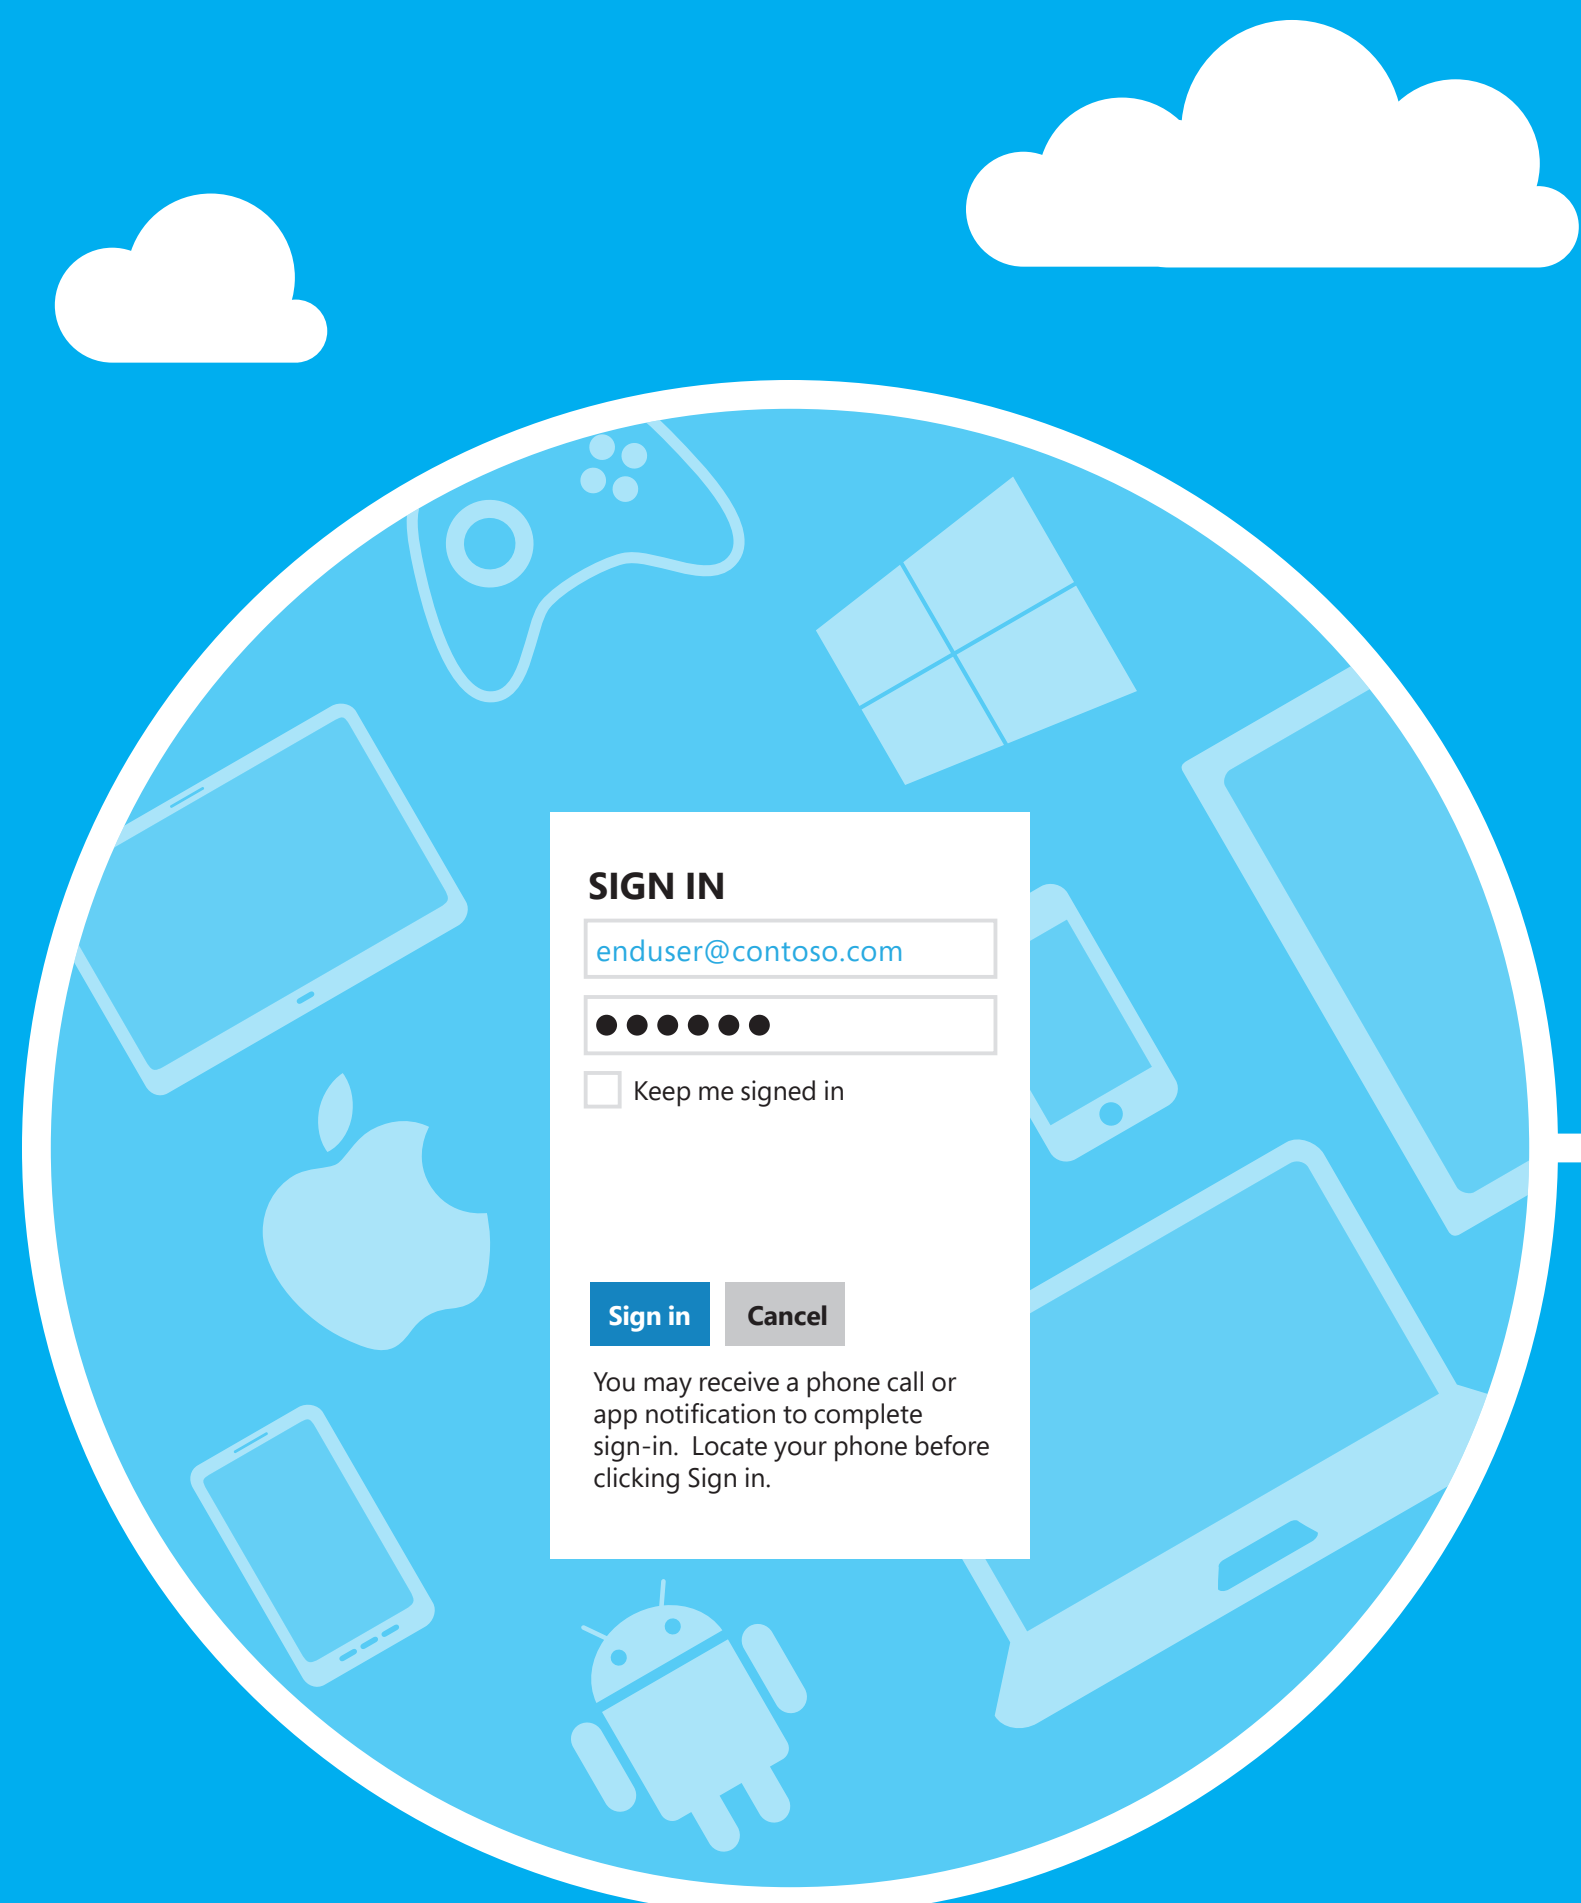 SIGN IN
enduser@contoso.com
Keep me signed in
Sign in
Cancel
You may receive a phone call or
app notification to complete
sign-in.  Locate your phone before
clicking Sign in.